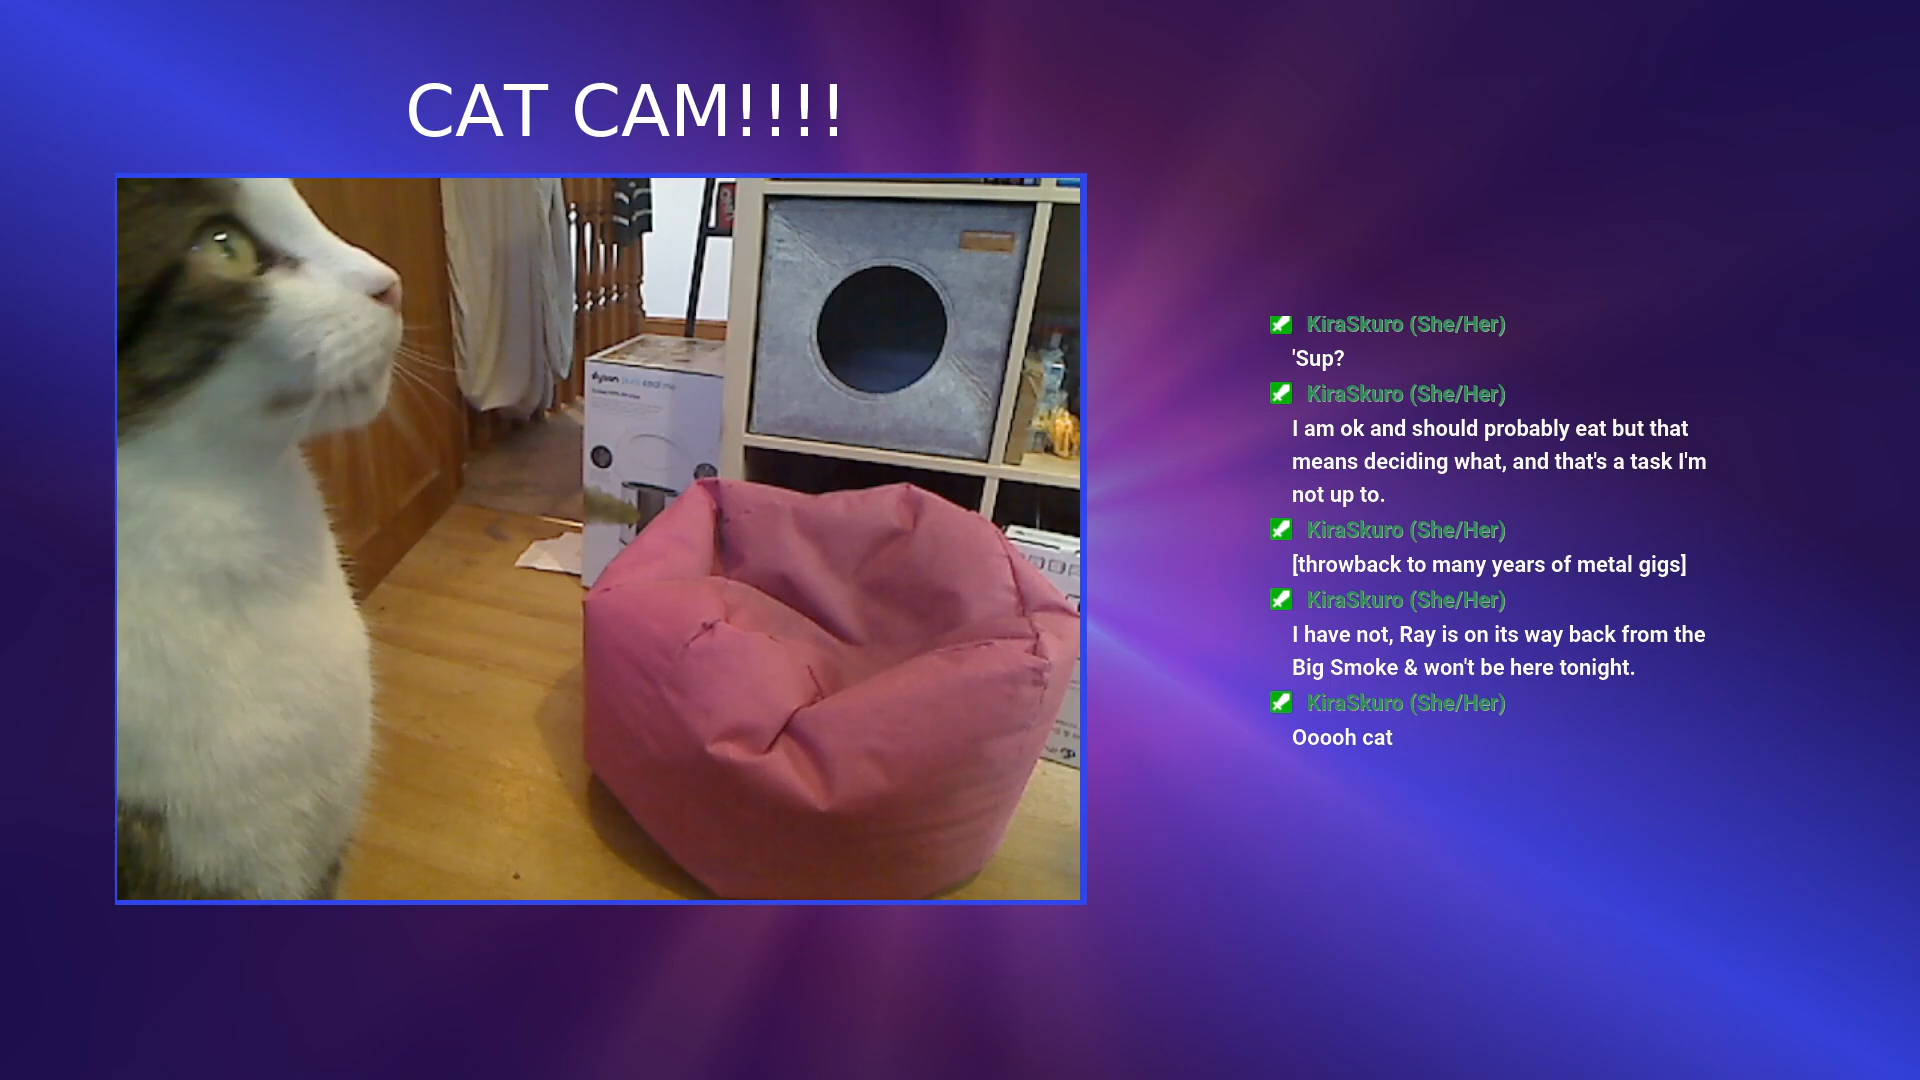 CAT CAM!!!!
dyson
KiraSkuro (She/Her)
'Sup?
KiraSkuro (She/Her)
I am ok and should probably eat but that
means deciding what, and that's a task I'm
not up to.
KiraSkuro (She/Her)
[throwback to many years of metal gigs]
KiraSkuro (She/Her)
I have not, Ray is on its way back from the
Big Smoke & won't be here tonight.
KiraSkuro (She/Her)
Ooooh cat